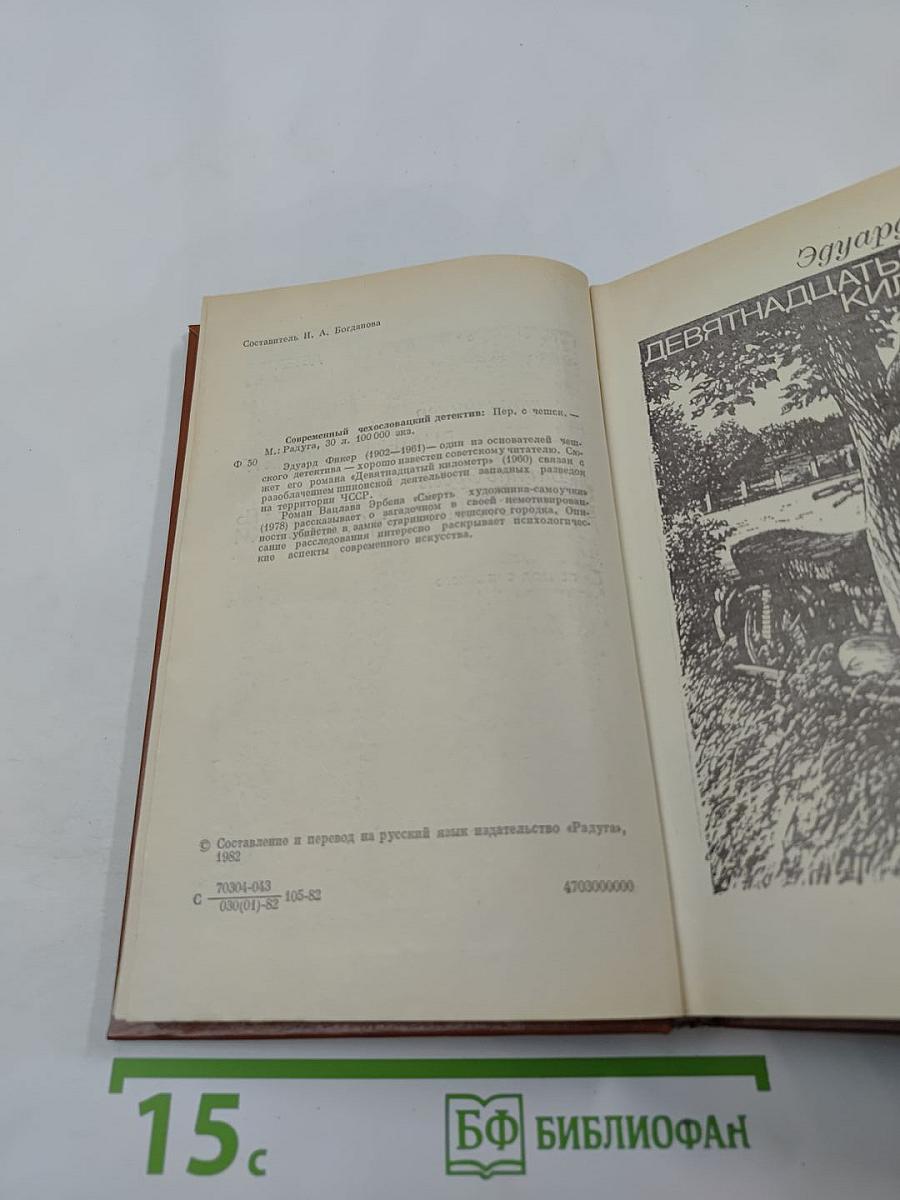 Составитель И. А. Богданова
Современный чехословацкий детектив: Пер. с чешск. —
М.: Радуга, 30 л. 100 000 экз.
Ф 50
Эдуард Фикер (1902—1961) — один из основателей чеш-
ского детектива — хорошо известен советскому читателю. Сю-
жет его романа «Девятнадцатый километр» (1960) связан с
разоблачением шпионской деятельности западных разведок
на территории ЧССР.
Роман Вацлава Эрбена «Смерть художника-самоучки»
(1978) рассказывает о загадочном в своей немотивирован-
ности убийстве в замке старинного чешского городка. Опи-
сание расследования интересно раскрывает психологичес-
кие аспекты современного искусства.
© Составление и перевод на русский язык издательство «Радуга»,
1982
С 70304-043
030(01)-82 105-82
4703000000
Эдуард
ДЕВЯТНАДЦАТЫ
КИЛ
15 с
БФ БИБЛИОФАН